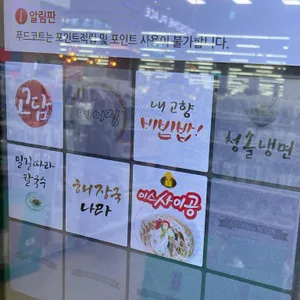 알림판
푸드코트는 포인트적립 및 포인트 사용이 불가합니다.
고담
내고향
비빔밥!
청솔냉면
밀집따라
칼국수
해장국
나라
미스사이공